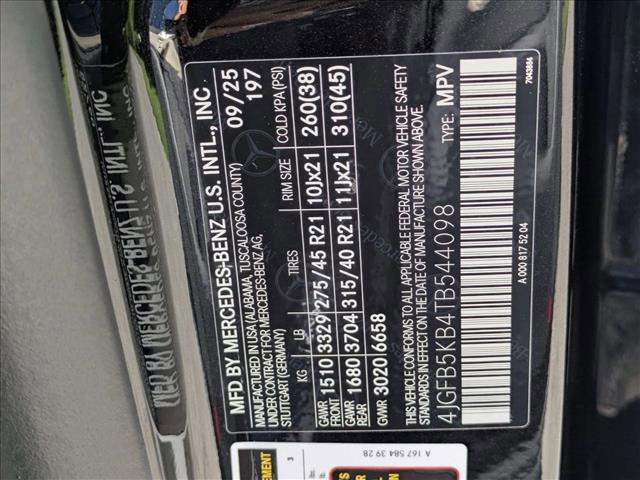 MFD BY MERCEDES-BENZ U.S. INTL., INC
MANUFACTURED IN USA (ALABAMA, TUSCALOOSA COUNTY) 09/25
UNDER CONTRACT FOR MERCEDES-BENZ AG, 197
STUTTGART (GERMANY)
KG LB TIRES RIM SIZE COLD KPA (PSI)
GAWR FRONT 1510 3329 275/45 R21 10Jx21 260(38)
GAWR REAR 1680 3704 315/40 R21 11Jx21 310(45)
GVWR 3020 6658
THIS VEHICLE CONFORMS TO ALL APPLICABLE FEDERAL MOTOR VEHICLE SAFETY
STANDARDS IN EFFECT ON THE DATE OF MANUFACTURE SHOWN ABOVE.
4JGFB5KB4TB544098 TYPE: MPV
A 000 817 52 04
7043884
A 167 584 39 28
3